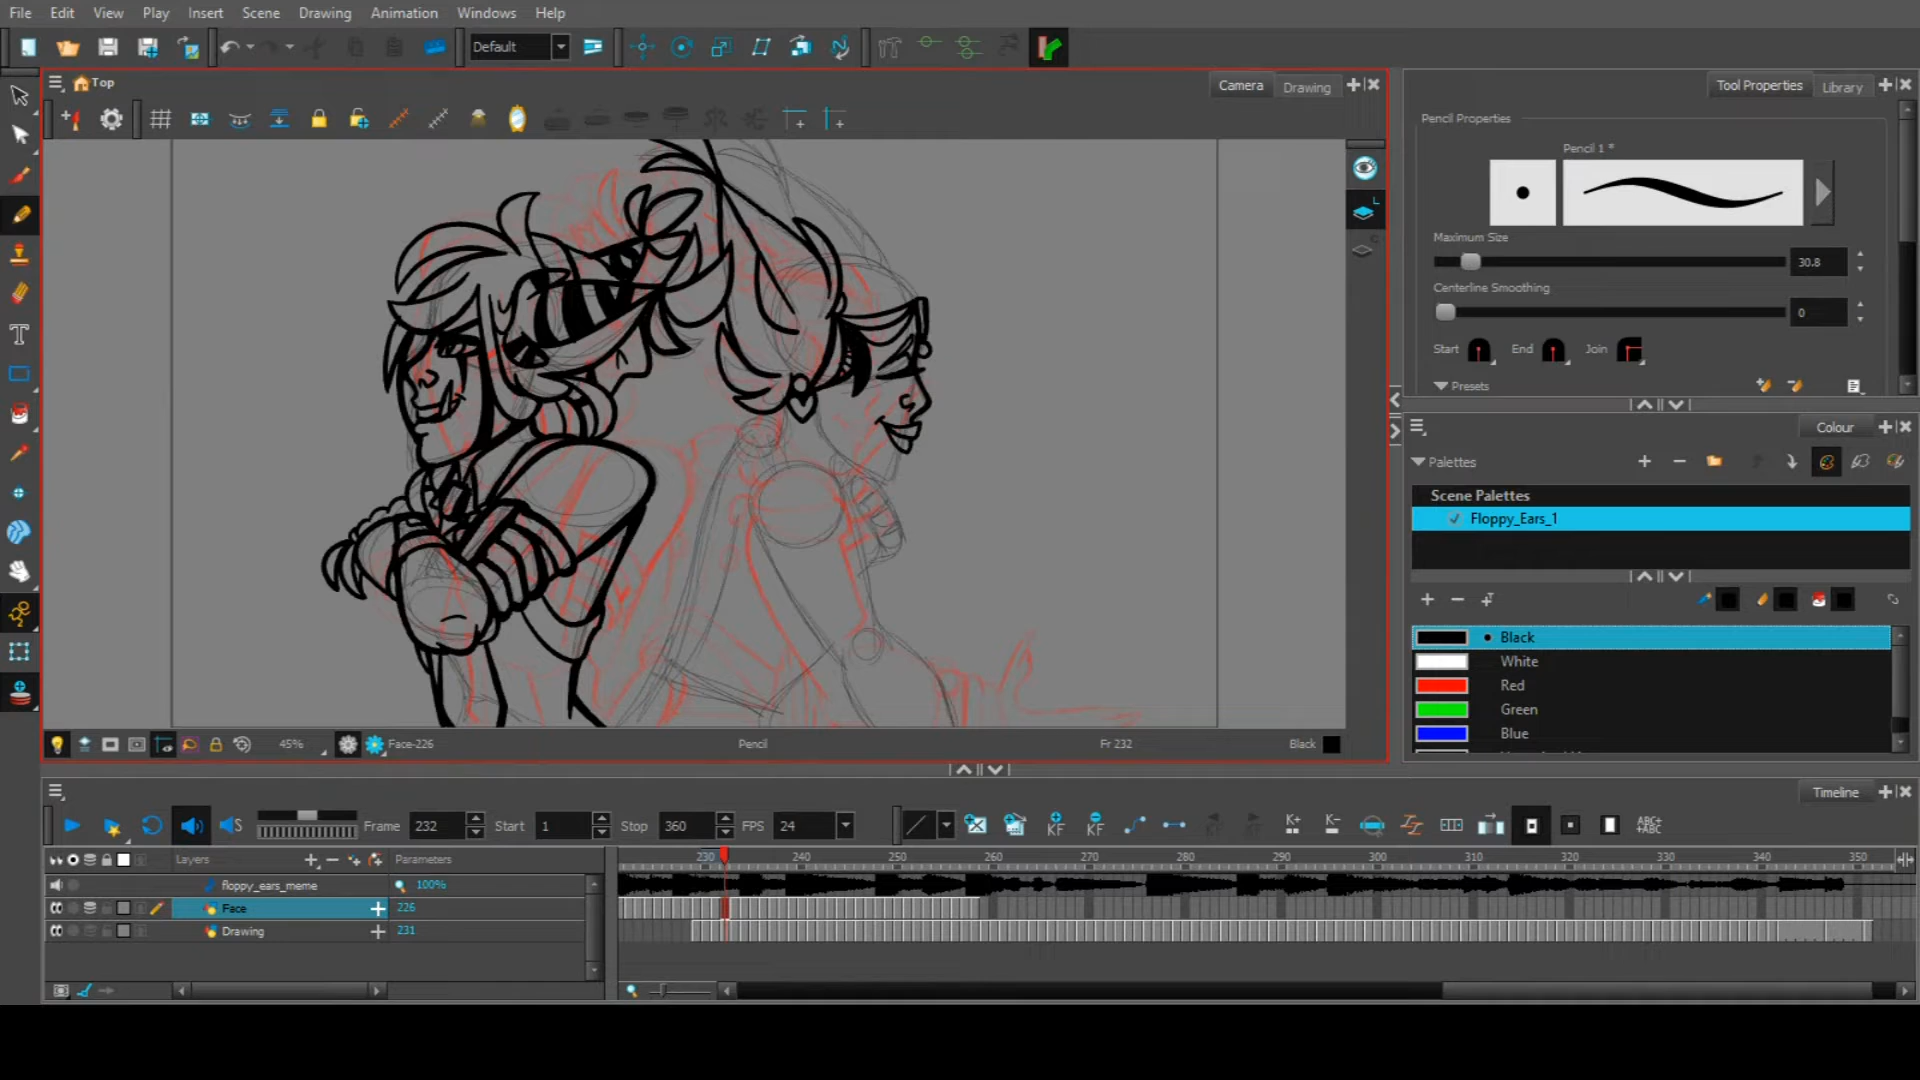 File Edit View Play Insert Scene Drawing Animation Windows Help
Default
Top
Camera Drawing
Tool Properties Library
Pencil Properties
Pencil 1 *
Maximum Size
30.8
Centerline Smoothing
0
Start End Join
Presets
Colour
Palettes
Scene Palettes
Floppy_Ears_1
Black
White
Red
Green
Blue
45% Face-226 Pencil Fr 232 Black
Timeline
Frame 232 Start 1 Stop 360 FPS 24
Layers Parameters
230 240 250 260 270 280 290 300 310 320 330 340 350
floppy_ears_meme 100%
Face 226
Drawing 231